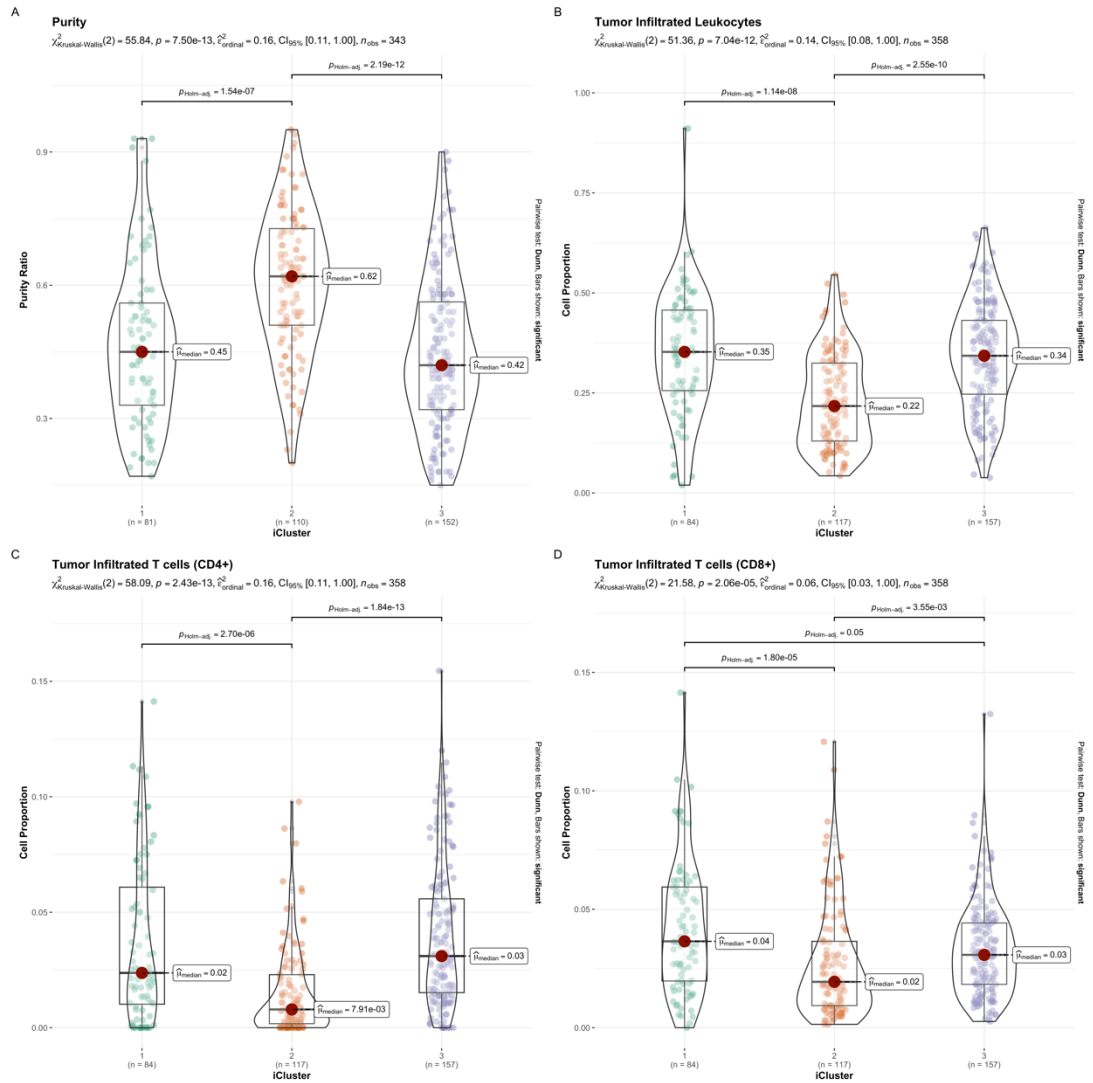 A
Purity
χ²Kruskal-Wallis(2) = 55.84, p = 7.50e-13, ε̂²ordinal = 0.16, CI95% [0.11, 1.00], nobs = 343
pHolm-adj. = 2.19e-12
pHolm-adj. = 1.54e-07
0.9
0.6
0.3
Purity Ratio
μ̂median = 0.45
μ̂median = 0.62
μ̂median = 0.42
Pairwise test: Dunn, Bars shown: significant
1
(n = 81)
2
(n = 110)
3
(n = 152)
iCluster
B
Tumor Infiltrated Leukocytes
χ²Kruskal-Wallis(2) = 51.36, p = 7.04e-12, ε̂²ordinal = 0.14, CI95% [0.08, 1.00], nobs = 358
pHolm-adj. = 2.55e-10
pHolm-adj. = 1.14e-08
1.00
0.75
0.50
0.25
0.00
Cell Proportion
μ̂median = 0.35
μ̂median = 0.22
μ̂median = 0.34
Pairwise test: Dunn, Bars shown: significant
1
(n = 84)
2
(n = 117)
3
(n = 157)
iCluster
C
Tumor Infiltrated T cells (CD4+)
χ²Kruskal-Wallis(2) = 58.09, p = 2.43e-13, ε̂²ordinal = 0.16, CI95% [0.11, 1.00], nobs = 358
pHolm-adj. = 1.84e-13
pHolm-adj. = 2.70e-06
0.15
0.10
0.05
0.00
Cell Proportion
μ̂median = 0.02
μ̂median = 7.91e-03
μ̂median = 0.03
Pairwise test: Dunn, Bars shown: significant
1
(n = 84)
2
(n = 117)
3
(n = 157)
iCluster
D
Tumor Infiltrated T cells (CD8+)
χ²Kruskal-Wallis(2) = 21.58, p = 2.06e-05, ε̂²ordinal = 0.06, CI95% [0.03, 1.00], nobs = 358
pHolm-adj. = 3.55e-03
pHolm-adj. = 0.05
pHolm-adj. = 1.80e-05
0.15
0.10
0.05
0.00
Cell Proportion
μ̂median = 0.04
μ̂median = 0.02
μ̂median = 0.03
Pairwise test: Dunn, Bars shown: significant
1
(n = 84)
2
(n = 117)
3
(n = 157)
iCluster